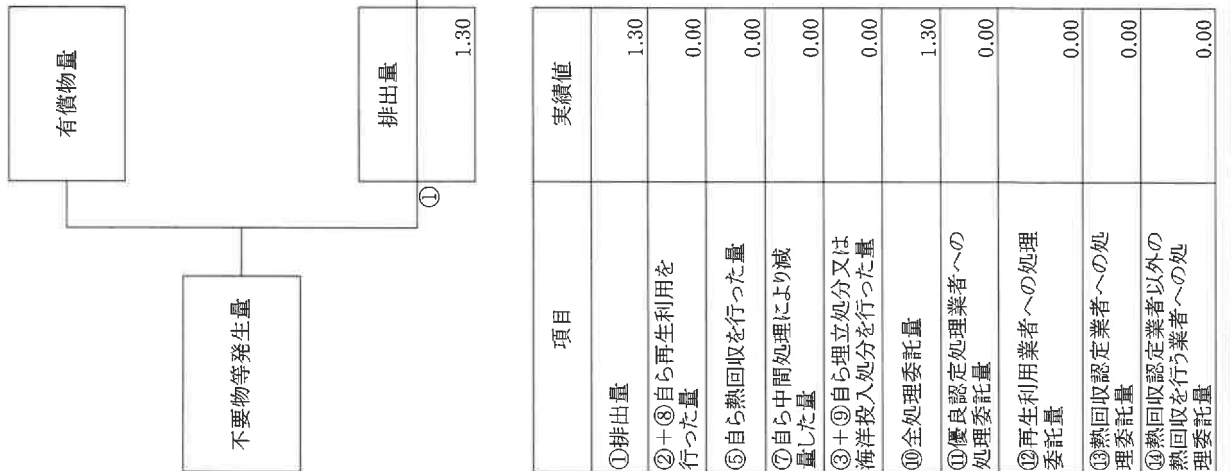 有償物量
不要物等発生量
①
排出量
1.30
項目
実績値
①排出量
1.30
②+⑧自ら再生利用を
行った量
0.00
⑤自ら熱回収を行った量
0.00
⑦自ら中間処理により減
量した量
0.00
③+⑨自ら埋立処分又は
海洋投入処分を行った量
0.00
⑩全処理委託量
1.30
⑪優良認定処理業者への
処理委託量
0.00
⑫再生利用業者への処理
委託量
0.00
⑬熱回収認定業者への処
理委託量
0.00
⑭熱回収認定業者以外の
熱回収を行う業者への処
理委託量
0.00